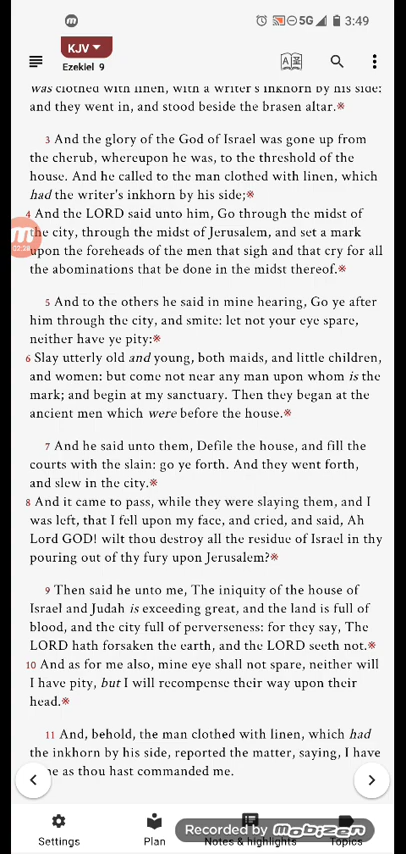 5G 3:49
KJV
Ezekiel 9
was clothed with linen, with a writer's inkhorn by his side:
and they went in, and stood beside the brasen altar.※
3 And the glory of the God of Israel was gone up from
the cherub, whereupon he was, to the threshold of the
house. And he called to the man clothed with linen, which
had the writer's inkhorn by his side;※
4 And the LORD said unto him, Go through the midst of
the city, through the midst of Jerusalem, and set a mark
upon the foreheads of the men that sigh and that cry for all
the abominations that be done in the midst thereof.※
5 And to the others he said in mine hearing, Go ye after
him through the city, and smite: let not your eye spare,
neither have ye pity:※
6 Slay utterly old and young, both maids, and little children,
and women: but come not near any man upon whom is the
mark; and begin at my sanctuary. Then they began at the
ancient men which were before the house.※
7 And he said unto them, Defile the house, and fill the
courts with the slain: go ye forth. And they went forth,
and slew in the city.※
8 And it came to pass, while they were slaying them, and I
was left, that I fell upon my face, and cried, and said, Ah
Lord GOD! wilt thou destroy all the residue of Israel in thy
pouring out of thy fury upon Jerusalem?※
9 Then said he unto me, The iniquity of the house of
Israel and Judah is exceeding great, and the land is full of
blood, and the city full of perverseness: for they say, The
LORD hath forsaken the earth, and the LORD seeth not.※
10 And as for me also, mine eye shall not spare, neither will
I have pity, but I will recompense their way upon their
head.※
11 And, behold, the man clothed with linen, which had
the inkhorn by his side, reported the matter, saying, I have
as thou hast commanded me.
Settings Plan Notes & highlights Topics
Recorded by Mobizen